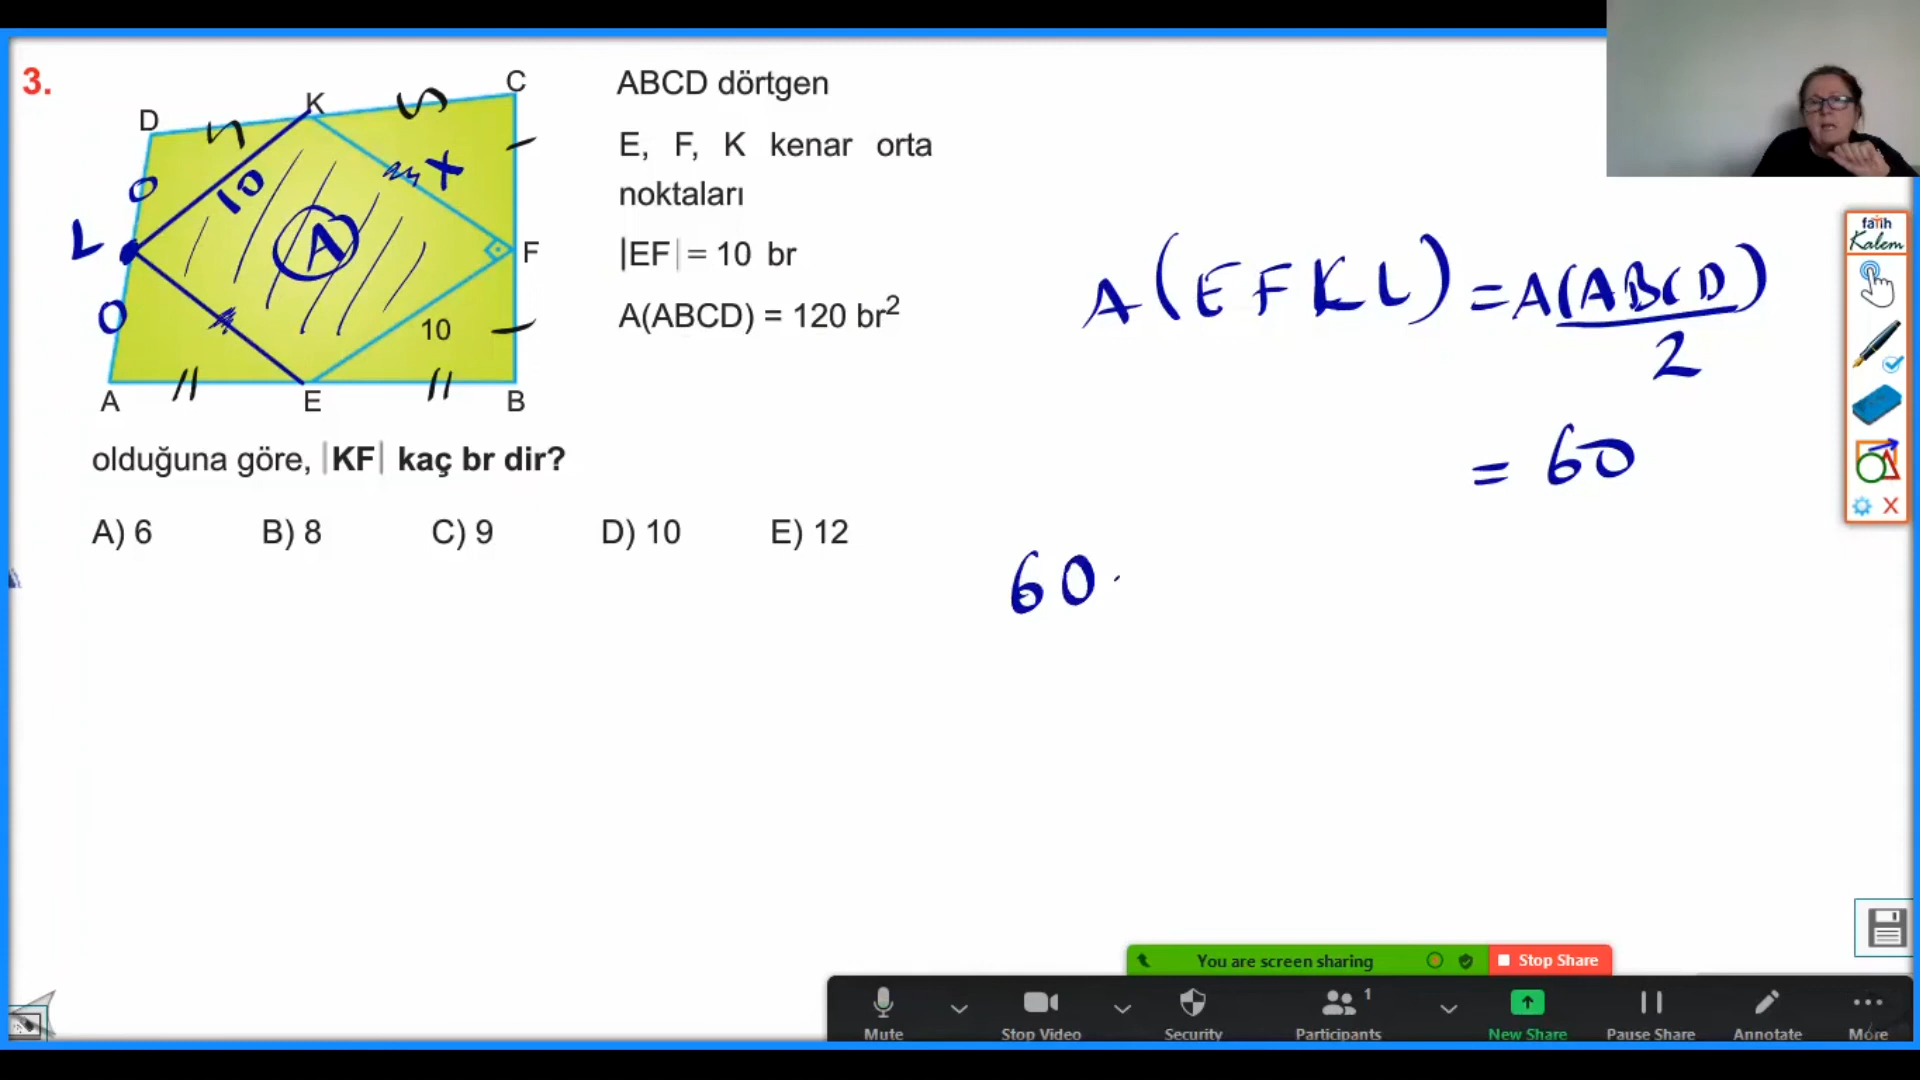 3.
D
K
C
L
F
A
E
B
O
O
10
x
A
10
ABCD dörtgen
E, F, K kenar orta
noktaları
|EF| = 10 br
A(ABCD) = 120 br²
olduğuna göre, |KF| kaç br dir?
A) 6 B) 8 C) 9 D) 10 E) 12
A(EFKL) = A(ABCD)
2
= 60
60 .
fatih
Kalem
X
You are screen sharing
Stop Share
Mute
Stop Video
Security
Participants
1
New Share
Pause Share
Annotate
More